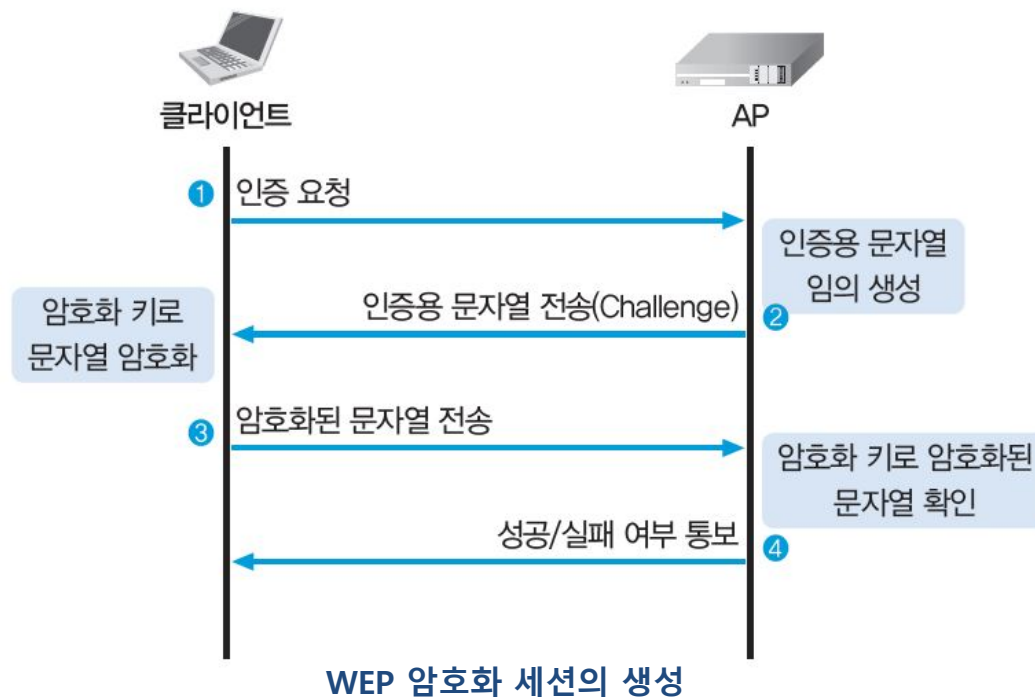 클라이언트
AP
❶ 인증 요청
인증용 문자열
임의 생성
인증용 문자열 전송(Challenge)
❷
암호화 키로
문자열 암호화
❸ 암호화된 문자열 전송
암호화 키로 암호화된
문자열 확인
성공/실패 여부 통보
❹
WEP 암호화 세션의 생성